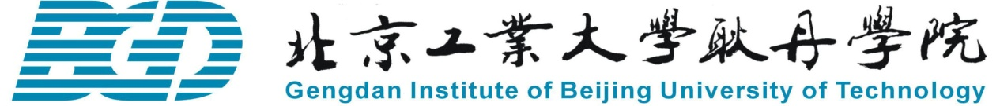 北京工業大學耿丹學院
Gengdan Institute of Beijing University of Technology